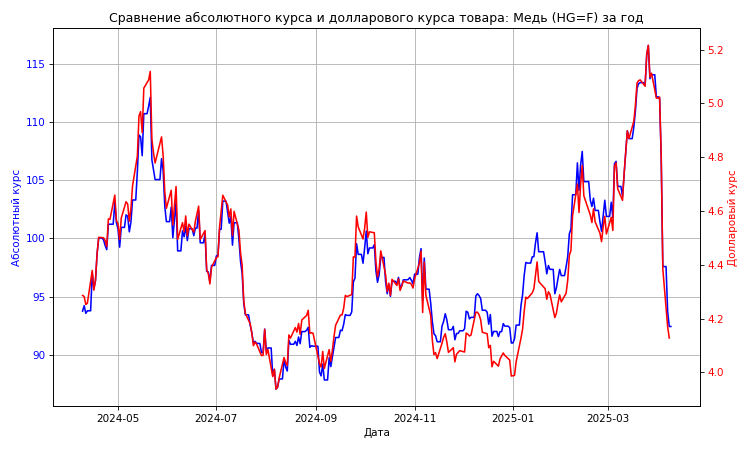 Сравнение абсолютного курса и долларового курса товара: Медь (HG=F) за год
115
110
105
100
95
90
Абсолютный курс
5.2
5.0
4.8
4.6
4.4
4.2
4.0
Долларовый курс
2024-05 2024-07 2024-09 2024-11 2025-01 2025-03
Дата